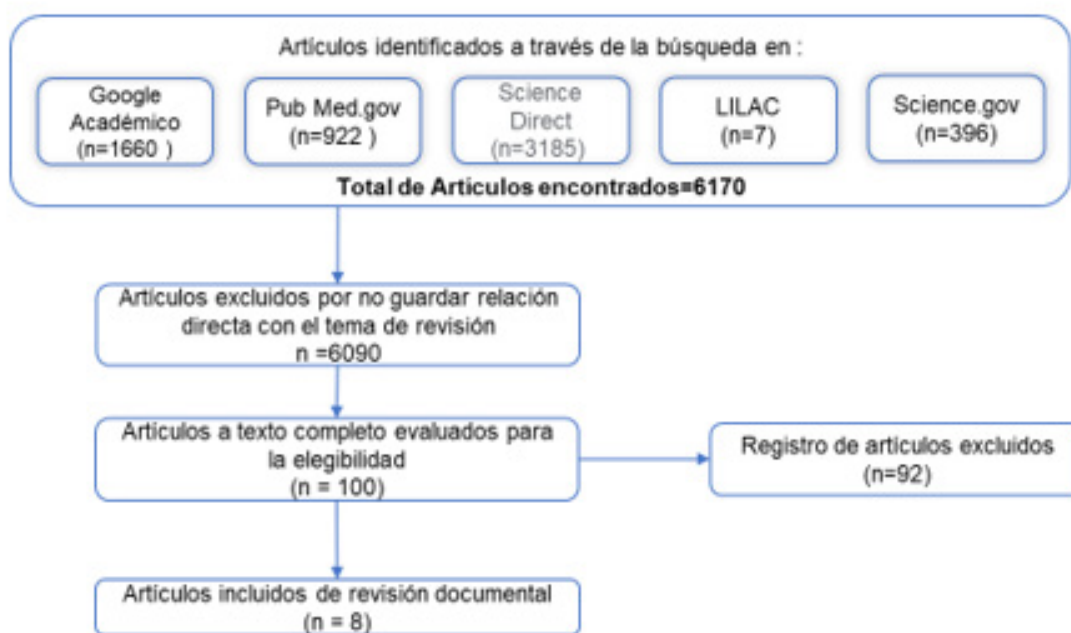 Artículos identificados a través de la búsqueda en :
Google
Académico
(n=1660 )
Pub Med.gov
(n=922 )
Science
Direct
(n=3185)
LILAC
(n=7)
Science.gov
(n=396)
Total de Articulos encontrados=6170
Artículos excluidos por no guardar relación
directa con el tema de revisión
n =6090
Artículos a texto completo evaluados para
la elegibilidad
(n = 100)
Registro de artículos excluidos
(n=92)
Artículos incluidos de revisión documental
(n = 8)